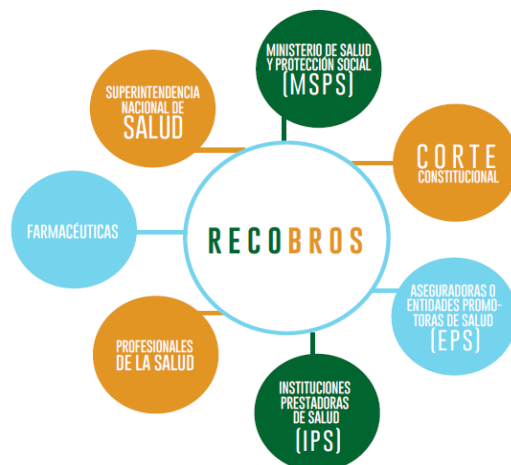 MINISTERIO DE SALUD
Y PROTECCIÓN SOCIAL
(MSPS)
SUPERINTENDENCIA
NACIONAL DE
SALUD
CORTE
CONSTITUCIONAL
FARMACÉUTICAS
RECOBROS
ASEGURADORAS O
ENTIDADES PROMO-
TORAS DE SALUD
(EPS)
PROFESIONALES
DE LA SALUD
INSTITUCIONES
PRESTADORAS
DE SALUD
(IPS)